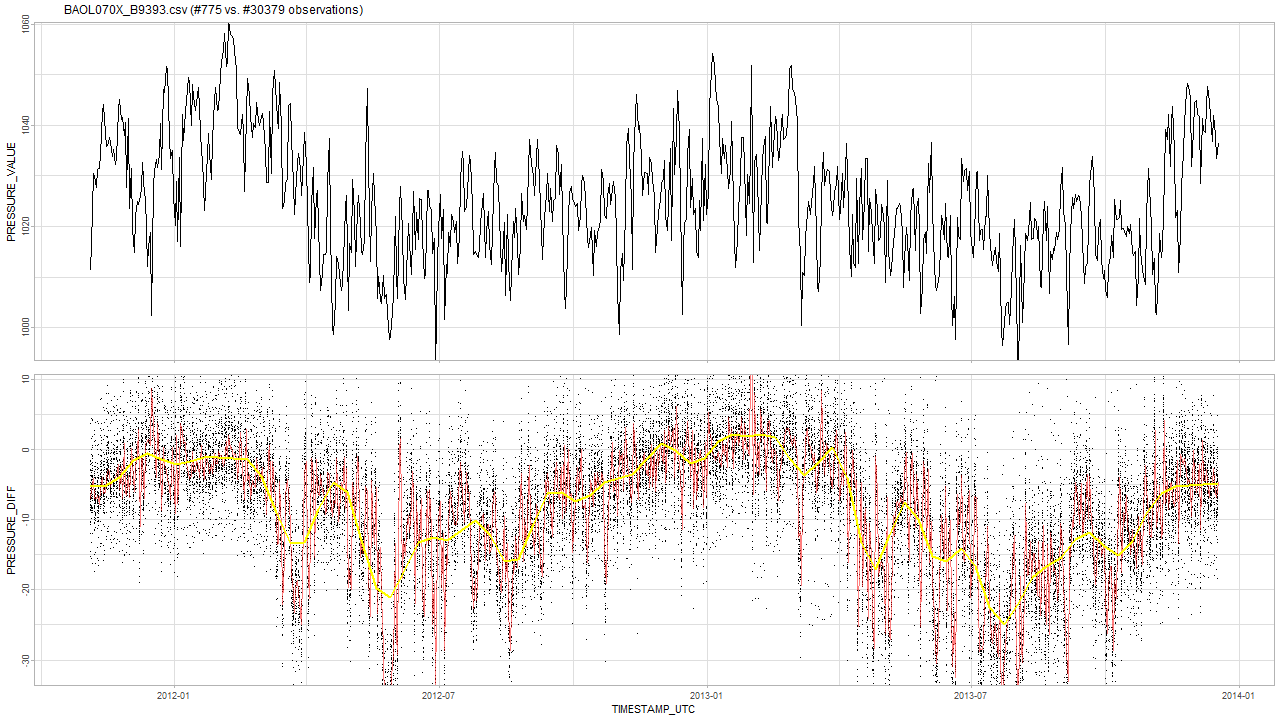 BAOL070X_B9393.csv (#775 vs. #30379 observations)
PRESSURE_VALUE
1060
1040
1020
1000
PRESSURE_DIFF
10
0
-10
-20
-30
2012-01 2012-07 2013-01 2013-07 2014-01
TIMESTAMP_UTC